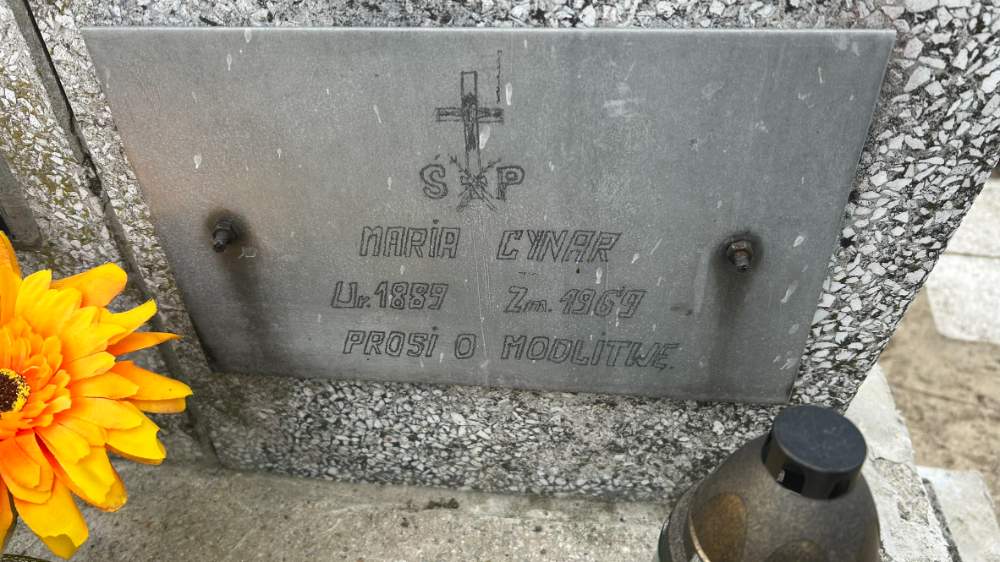 Ś P
MARIA CYNAR
Ur. 1889 Zm. 1969
PROSI O MODLITWĘ.